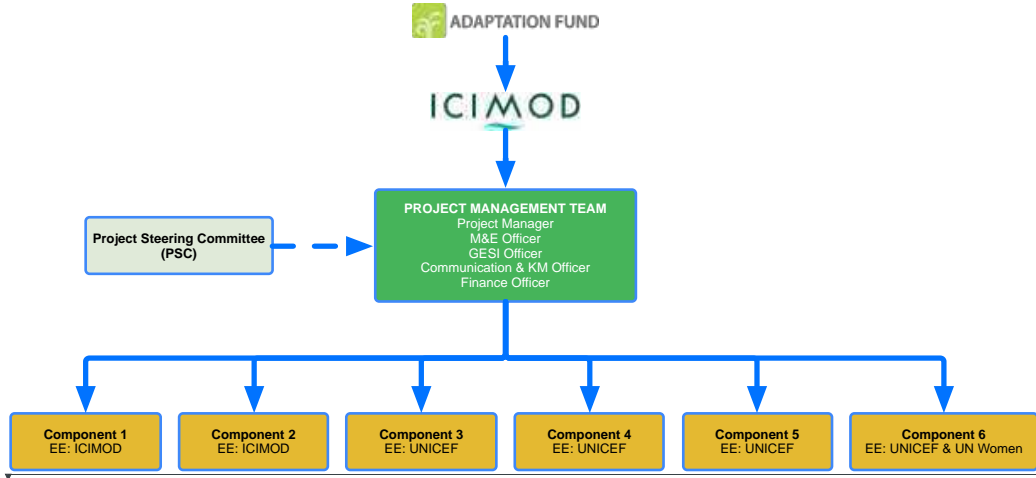 af ADAPTATION FUND
ICIMOD
PROJECT MANAGEMENT TEAM
Project Manager
M&E Officer
GESI Officer
Communication & KM Officer
Finance Officer
Project Steering Committee
(PSC)
Component 1
EE: ICIMOD
Component 2
EE: ICIMOD
Component 3
EE: UNICEF
Component 4
EE: UNICEF
Component 5
EE: UNICEF
Component 6
EE: UNICEF & UN Women